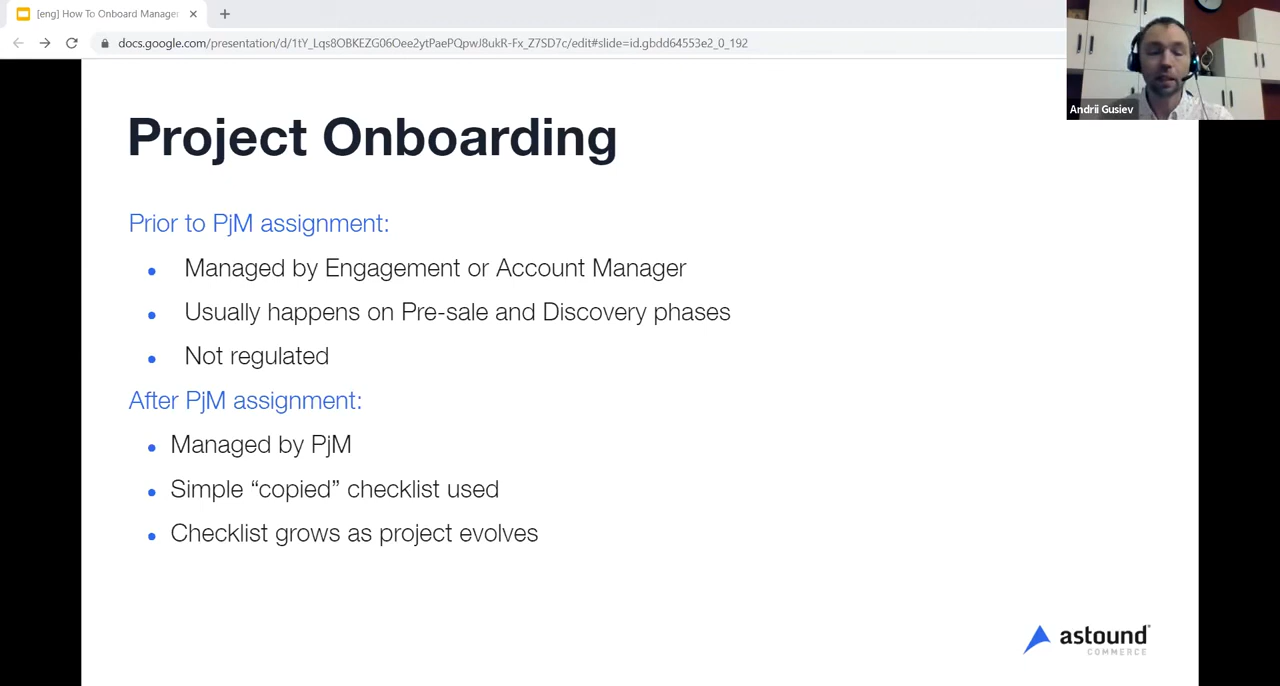 [eng] How To Onboard Manager
docs.google.com/presentation/d/1tY_Lqs8OBKEZG06Oee2ytPaePQpwJ8ukR-Fx_Z7SD7c/edit#slide=id.gbdd64553e2_0_192
Andrii Gusiev
Project Onboarding
Prior to PjM assignment:
Managed by Engagement or Account Manager
Usually happens on Pre-sale and Discovery phases
Not regulated
After PjM assignment:
Managed by PjM
Simple “copied” checklist used
Checklist grows as project evolves
astound
COMMERCE